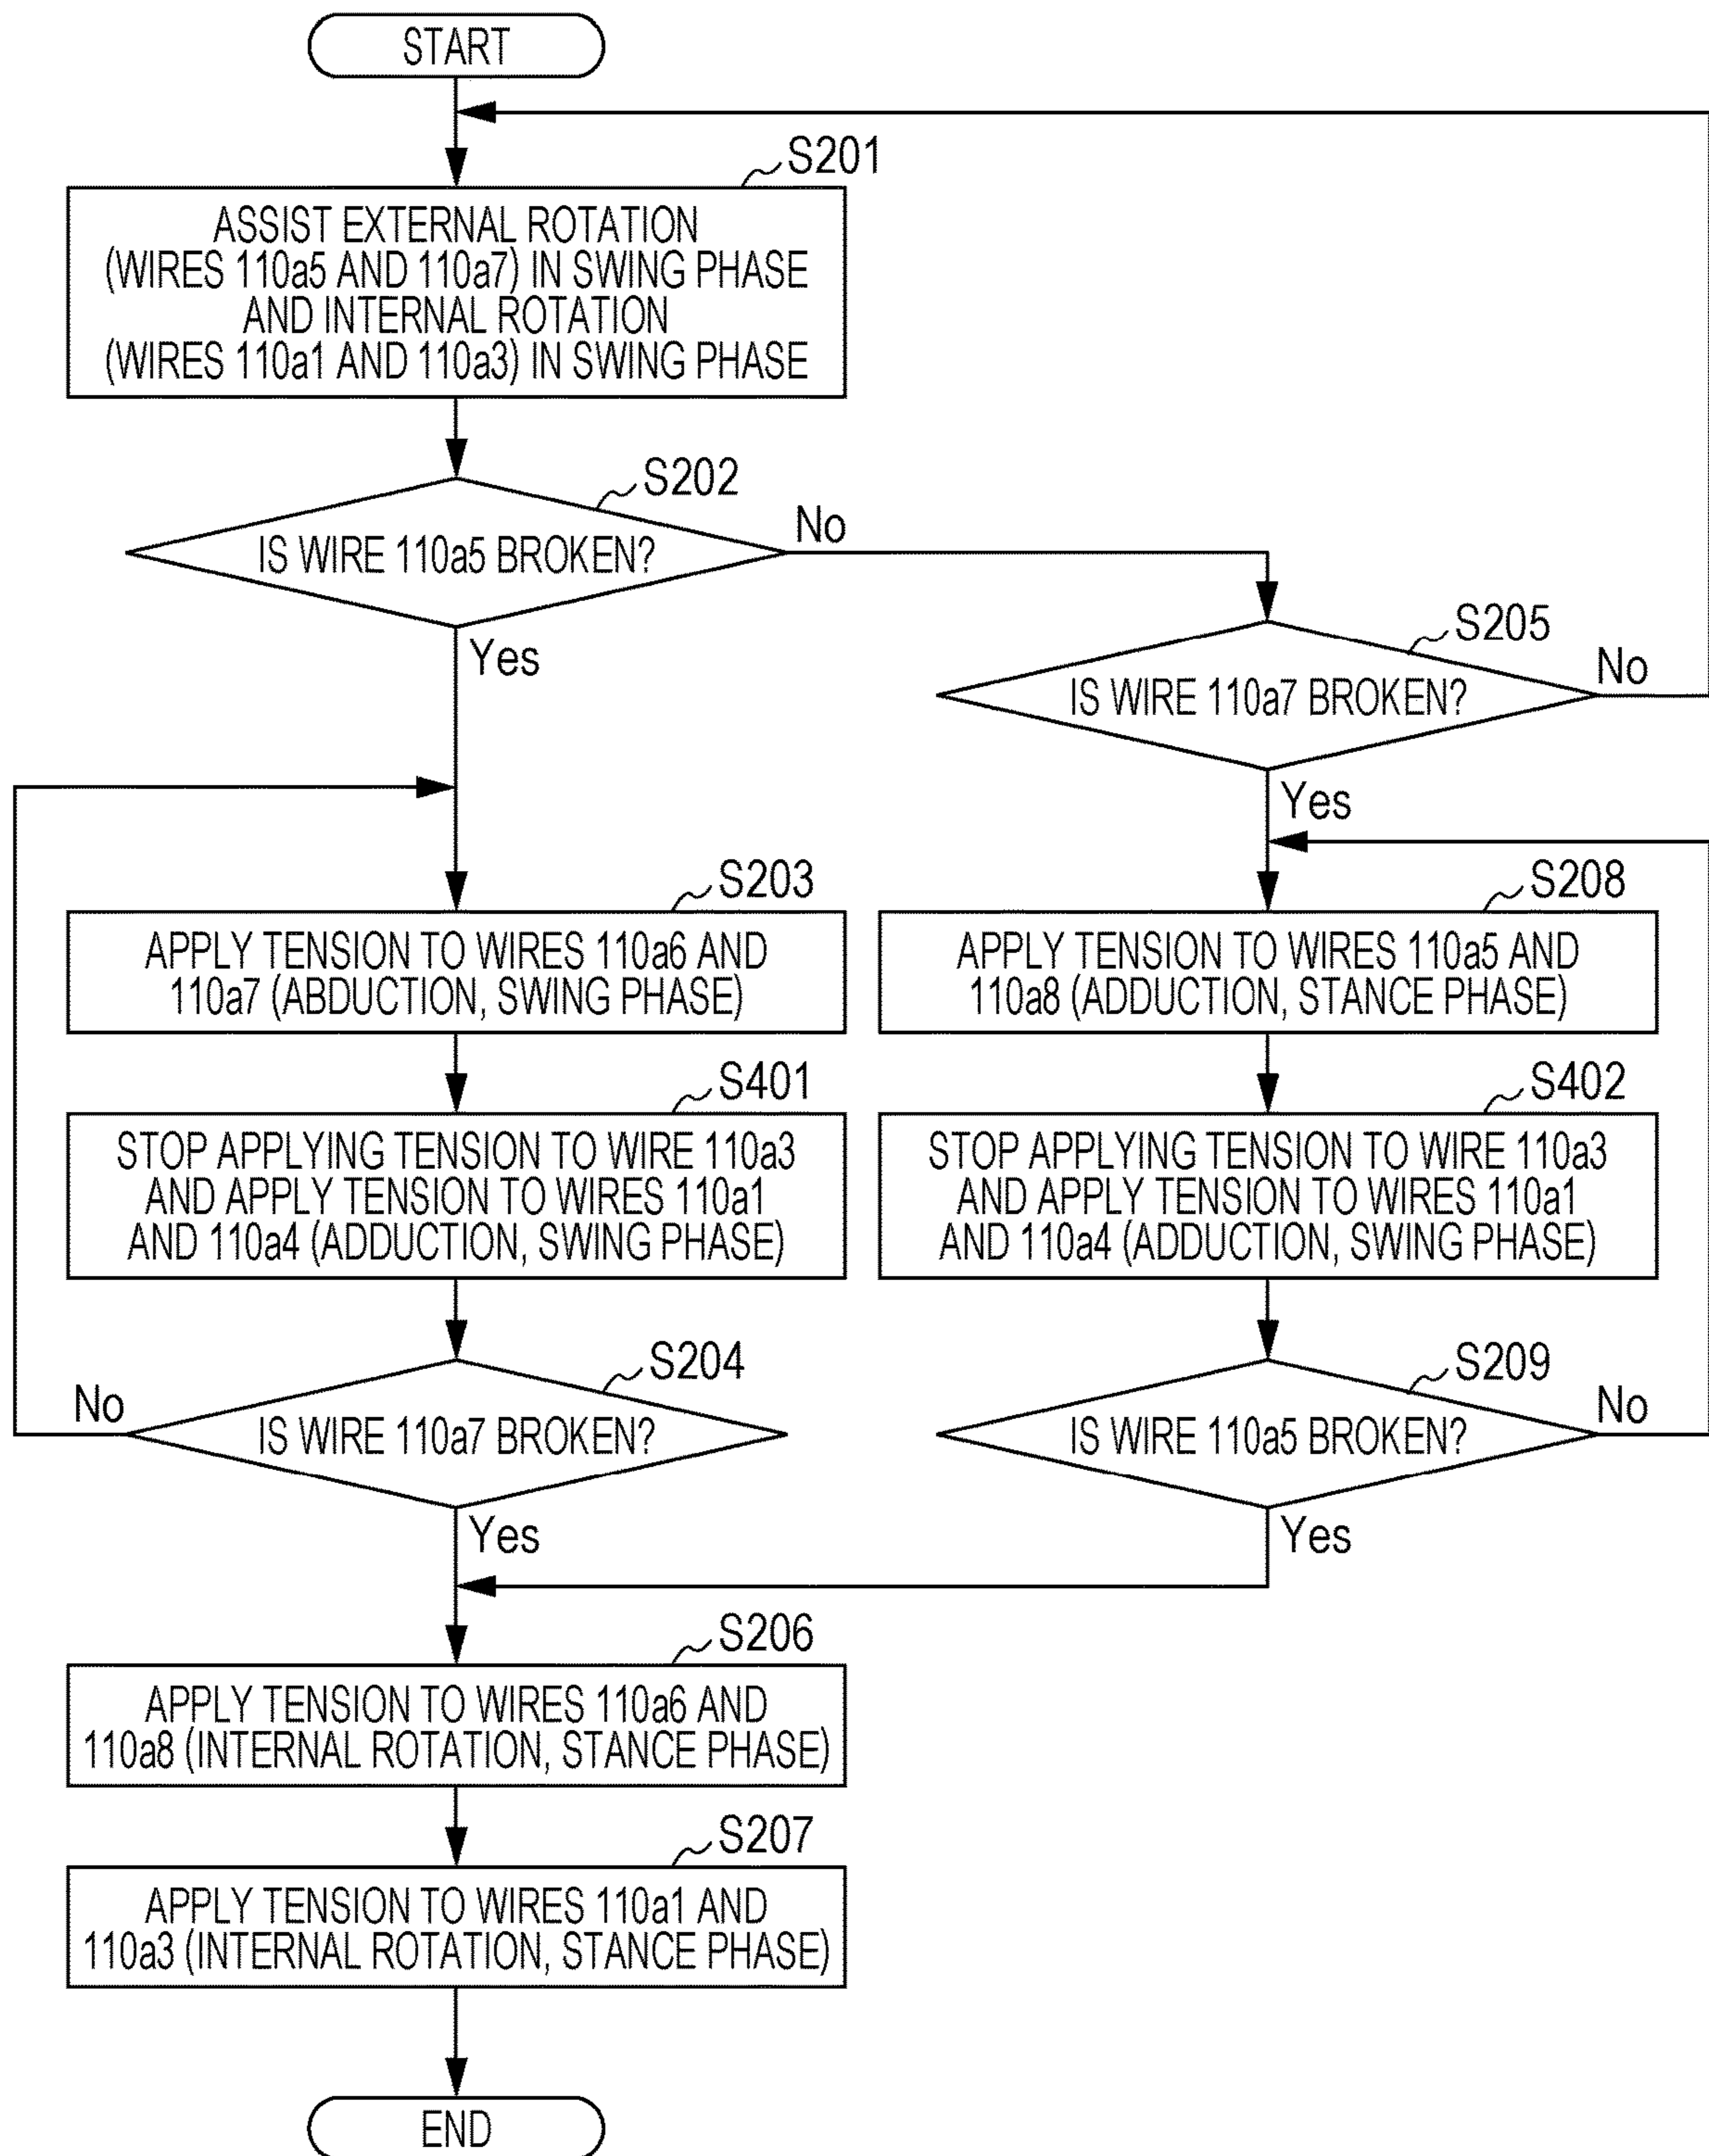 START
S201
ASSIST EXTERNAL ROTATION
(WIRES 110a5 AND 110a7) IN SWING PHASE
AND INTERNAL ROTATION
(WIRES 110a1 AND 110a3) IN SWING PHASE
S202
IS WIRE 110a5 BROKEN?
No
Yes
S205
IS WIRE 110a7 BROKEN?
No
Yes
S203
APPLY TENSION TO WIRES 110a6 AND
110a7 (ABDUCTION, SWING PHASE)
S208
APPLY TENSION TO WIRES 110a5 AND
110a8 (ADDUCTION, STANCE PHASE)
S401
STOP APPLYING TENSION TO WIRE 110a3
AND APPLY TENSION TO WIRES 110a1
AND 110a4 (ADDUCTION, SWING PHASE)
S402
STOP APPLYING TENSION TO WIRE 110a3
AND APPLY TENSION TO WIRES 110a1
AND 110a4 (ADDUCTION, SWING PHASE)
S204
No
IS WIRE 110a7 BROKEN?
Yes
S209
IS WIRE 110a5 BROKEN?
No
Yes
S206
APPLY TENSION TO WIRES 110a6 AND
110a8 (INTERNAL ROTATION, STANCE PHASE)
S207
APPLY TENSION TO WIRES 110a1 AND
110a3 (INTERNAL ROTATION, STANCE PHASE)
END